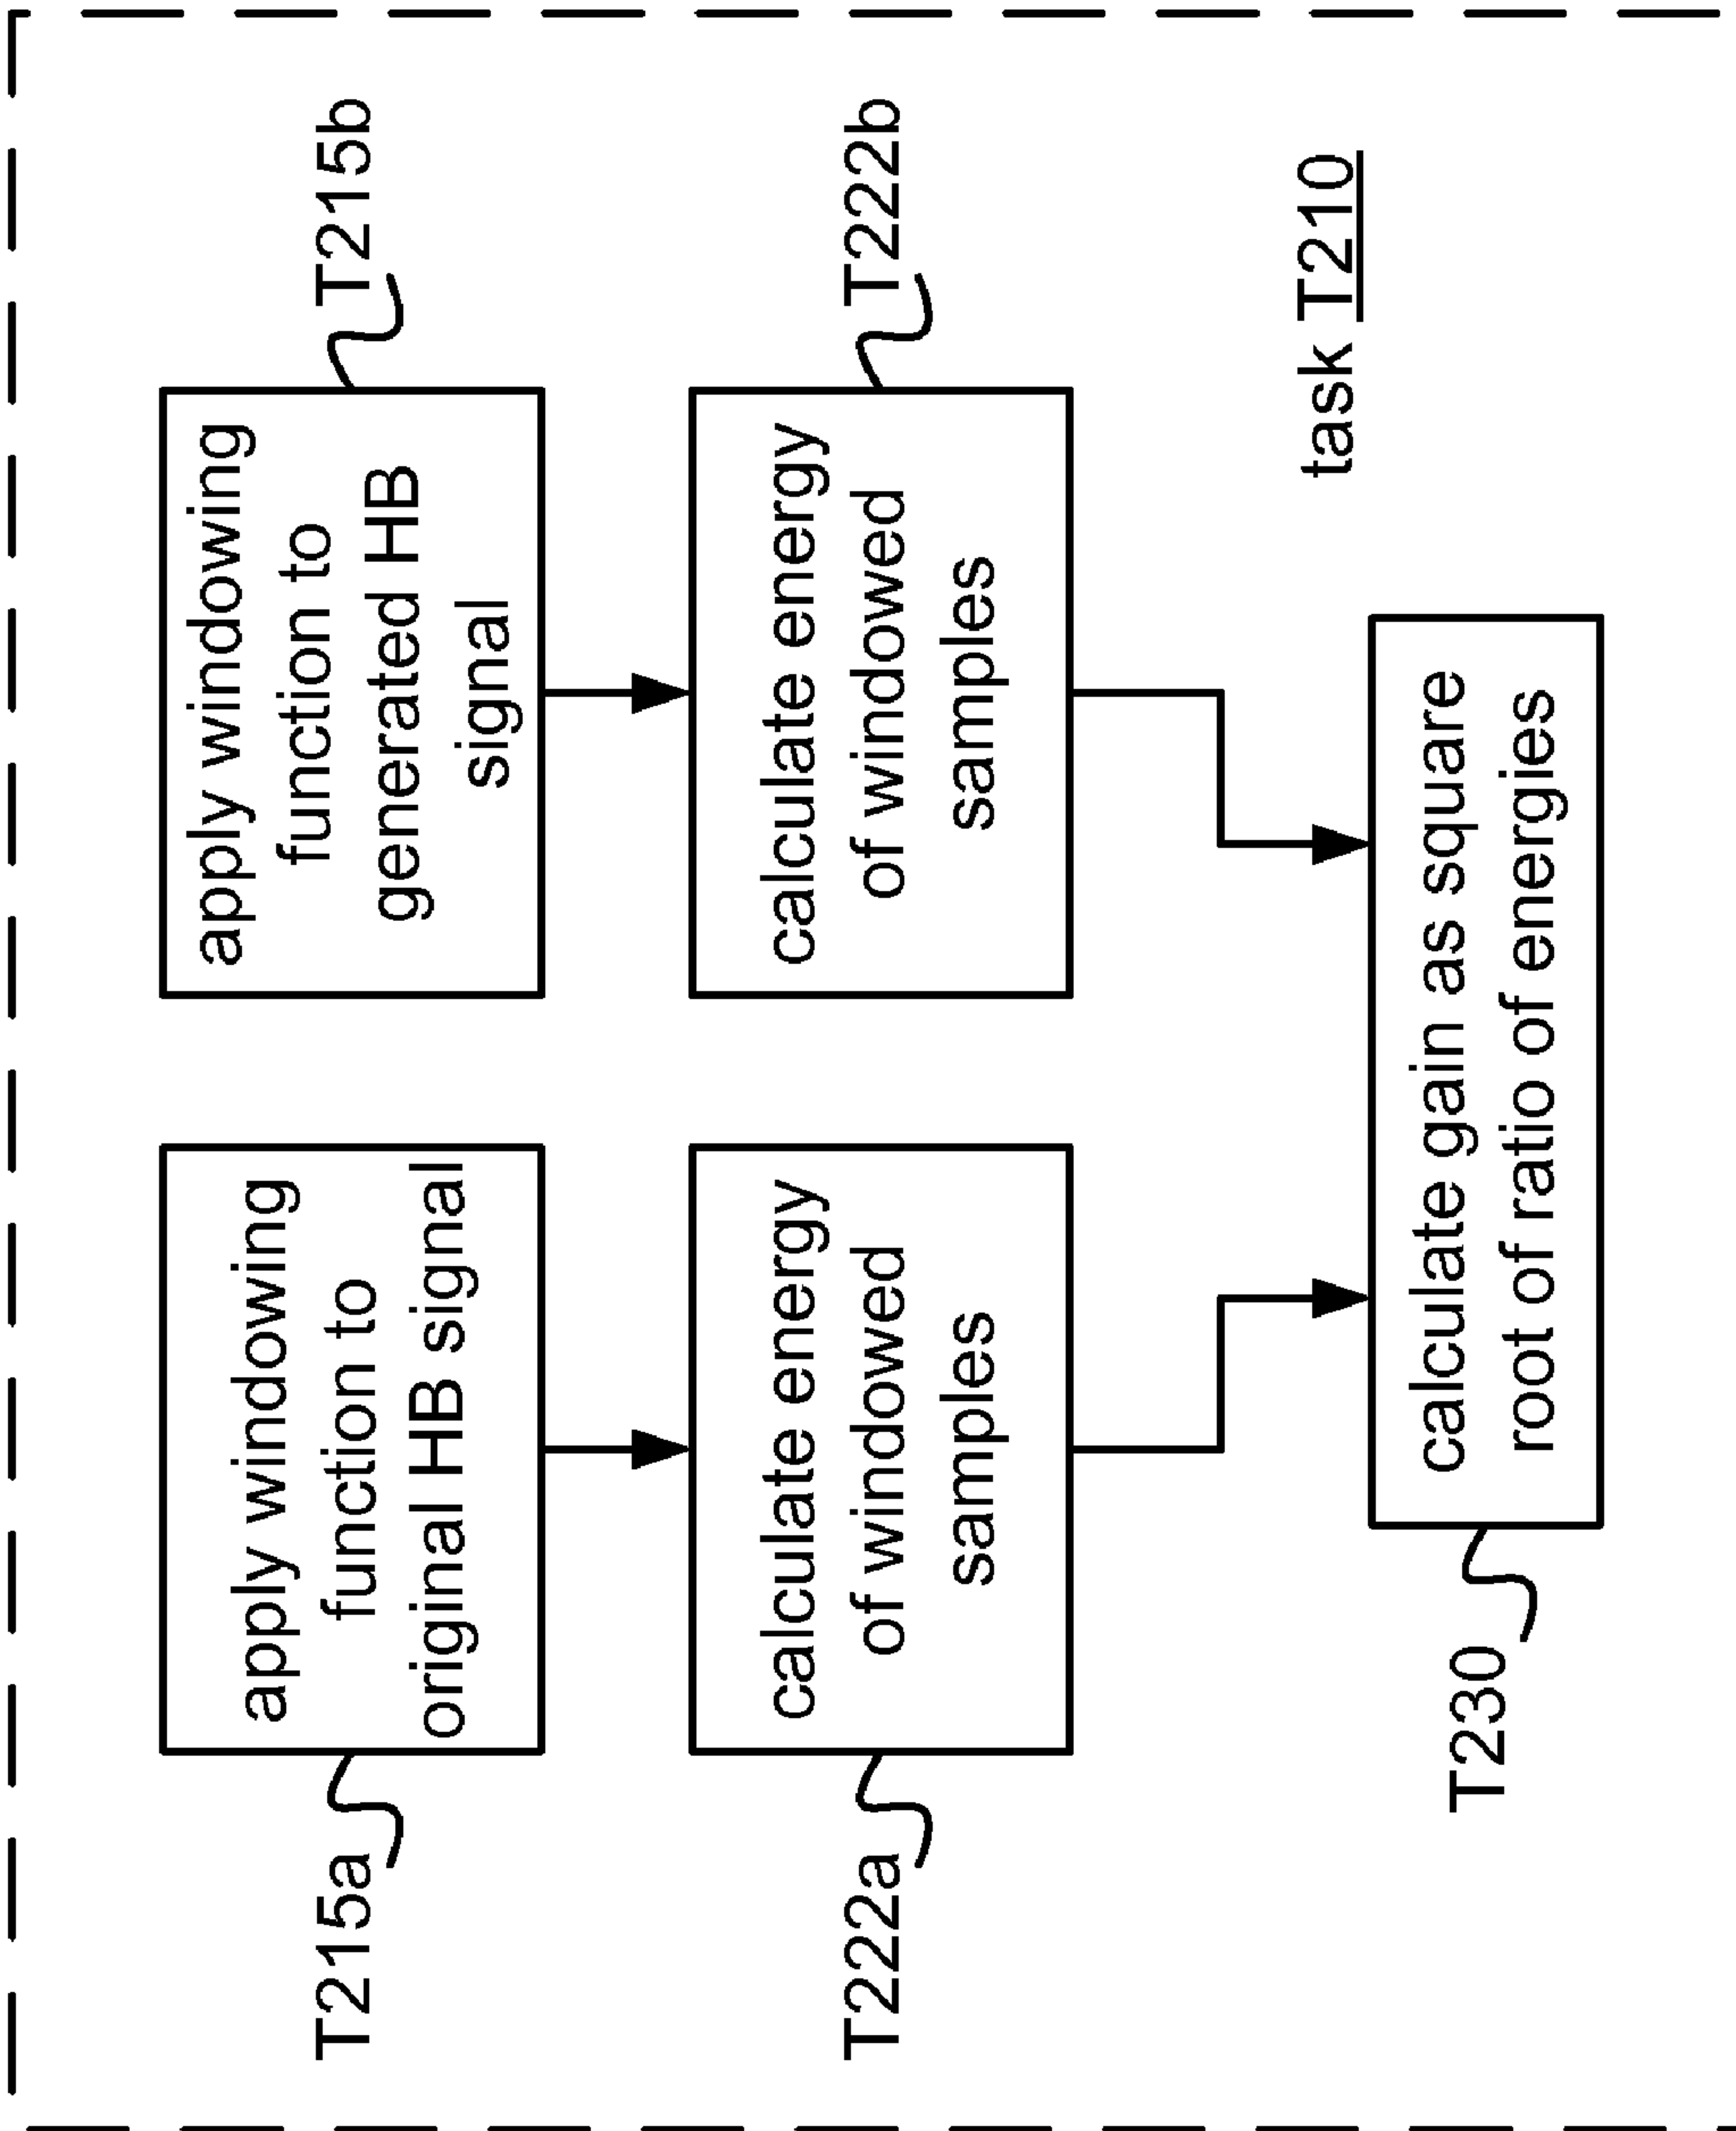 T215a
apply windowing
function to
original HB signal
apply windowing
function to
generated HB
signal
T215b
T222a
calculate energy
of windowed
samples
calculate energy
of windowed
samples
T222b
T230
calculate gain as square
root of ratio of energies
task T210